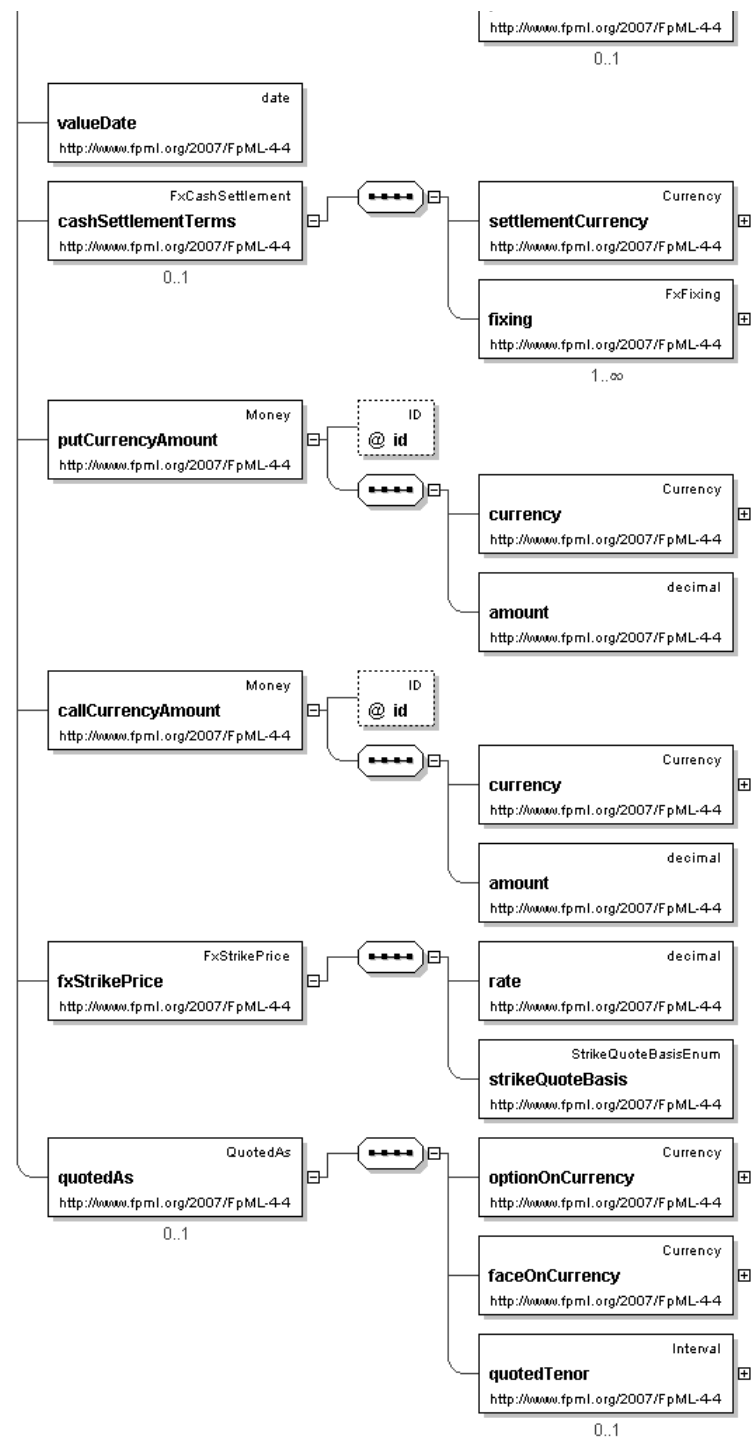 http://www.fpml.org/2007/FpML-4-4
0..1
date
valueDate
http://www.fpml.org/2007/FpML-4-4
FxCashSettlement
cashSettlementTerms
http://www.fpml.org/2007/FpML-4-4
0..1
Currency
settlementCurrency
http://www.fpml.org/2007/FpML-4-4
FxFixing
fixing
http://www.fpml.org/2007/FpML-4-4
1..∞
Money
putCurrencyAmount
http://www.fpml.org/2007/FpML-4-4
ID
@ id
Currency
currency
http://www.fpml.org/2007/FpML-4-4
decimal
amount
http://www.fpml.org/2007/FpML-4-4
Money
callCurrencyAmount
http://www.fpml.org/2007/FpML-4-4
ID
@ id
Currency
currency
http://www.fpml.org/2007/FpML-4-4
decimal
amount
http://www.fpml.org/2007/FpML-4-4
FxStrikePrice
fxStrikePrice
http://www.fpml.org/2007/FpML-4-4
decimal
rate
http://www.fpml.org/2007/FpML-4-4
StrikeQuoteBasisEnum
strikeQuoteBasis
http://www.fpml.org/2007/FpML-4-4
QuotedAs
quotedAs
http://www.fpml.org/2007/FpML-4-4
0..1
Currency
optionOnCurrency
http://www.fpml.org/2007/FpML-4-4
Currency
faceOnCurrency
http://www.fpml.org/2007/FpML-4-4
Interval
quotedTenor
http://www.fpml.org/2007/FpML-4-4
0..1